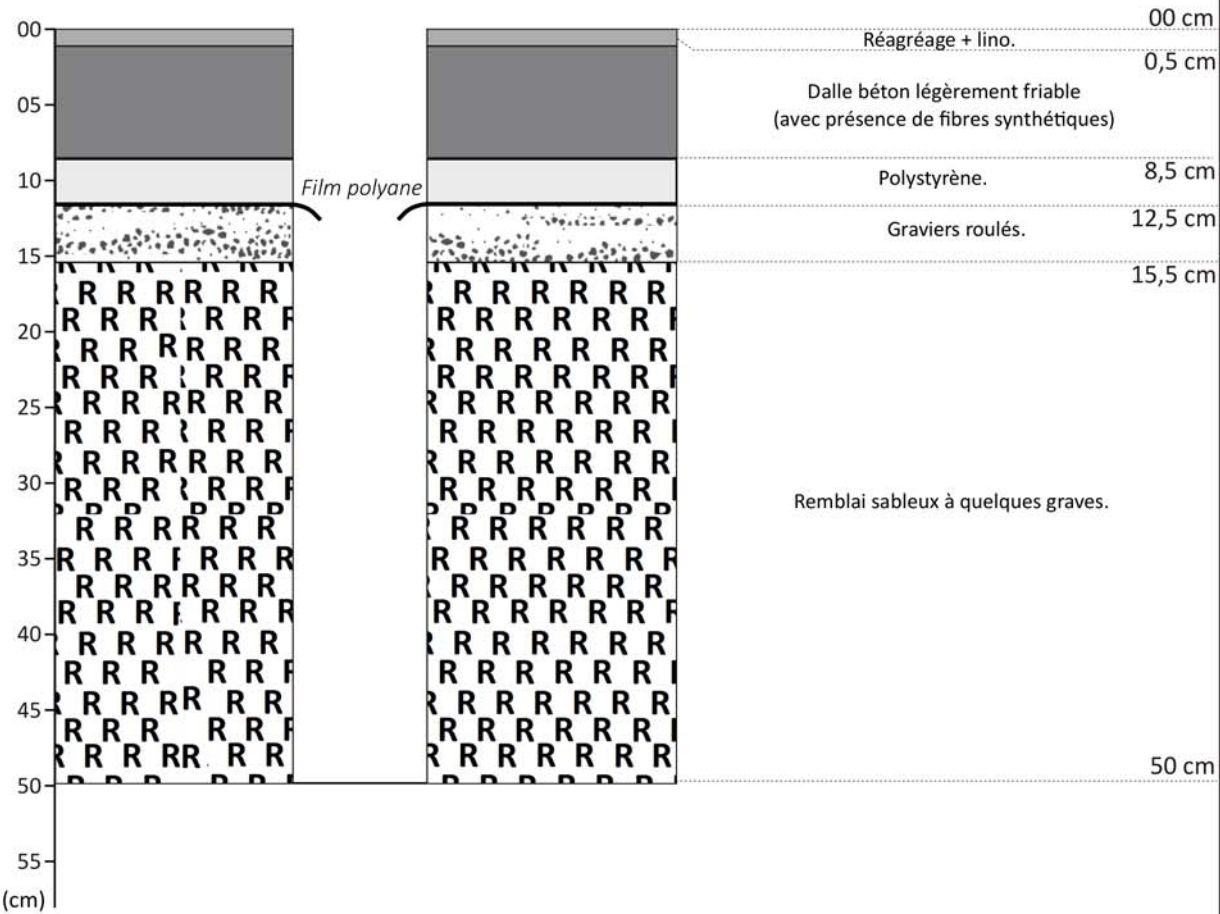 00
05
10
15
20
25
30
35
40
45
50
55
(cm)
Film polyane
00 cm
Réagréage + lino.
0,5 cm
Dalle béton légèrement friable
(avec présence de fibres synthétiques)
8,5 cm
Polystyrène.
12,5 cm
Graviers roulés.
15,5 cm
Remblai sableux à quelques graves.
50 cm